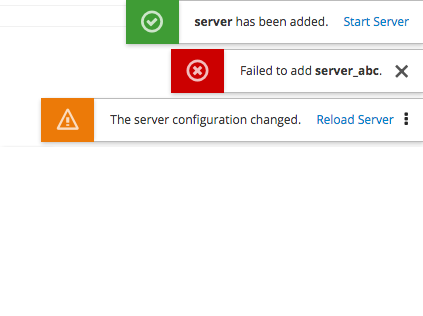 server has been added. Start Server
Failed to add server_abc.
The server configuration changed. Reload Server